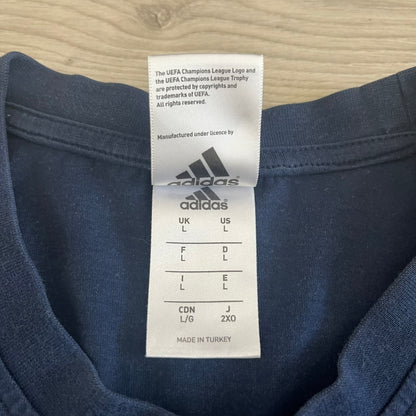 The UEFA Champions League Logo and
the UEFA Champions League Trophy
are protected by copyrights and
trademarks of UEFA.
All rights reserved.
Manufactured under licence by
adidas
adidas
UK US
L L
F D
L L
I E
L L
CDN J
L/G 2XO
MADE IN TURKEY